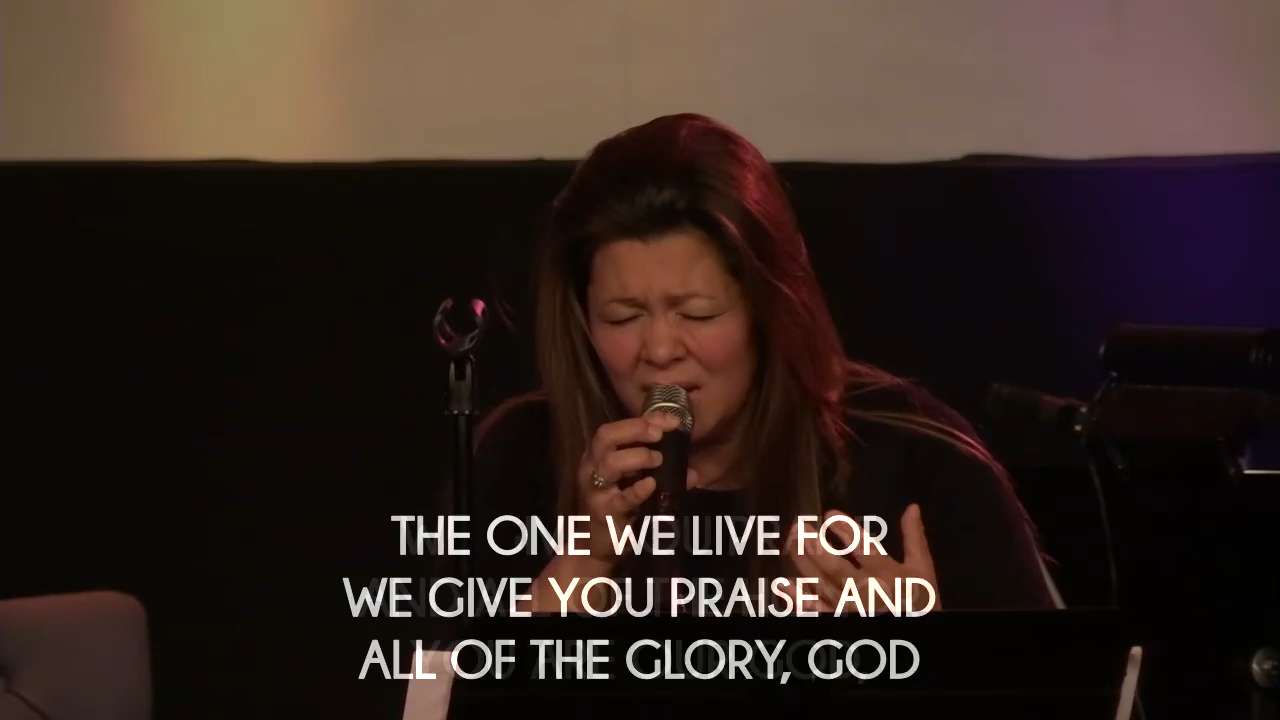 THE ONE WE LIVE FOR
WE GIVE YOU PRAISE AND
ALL OF THE GLORY, GOD